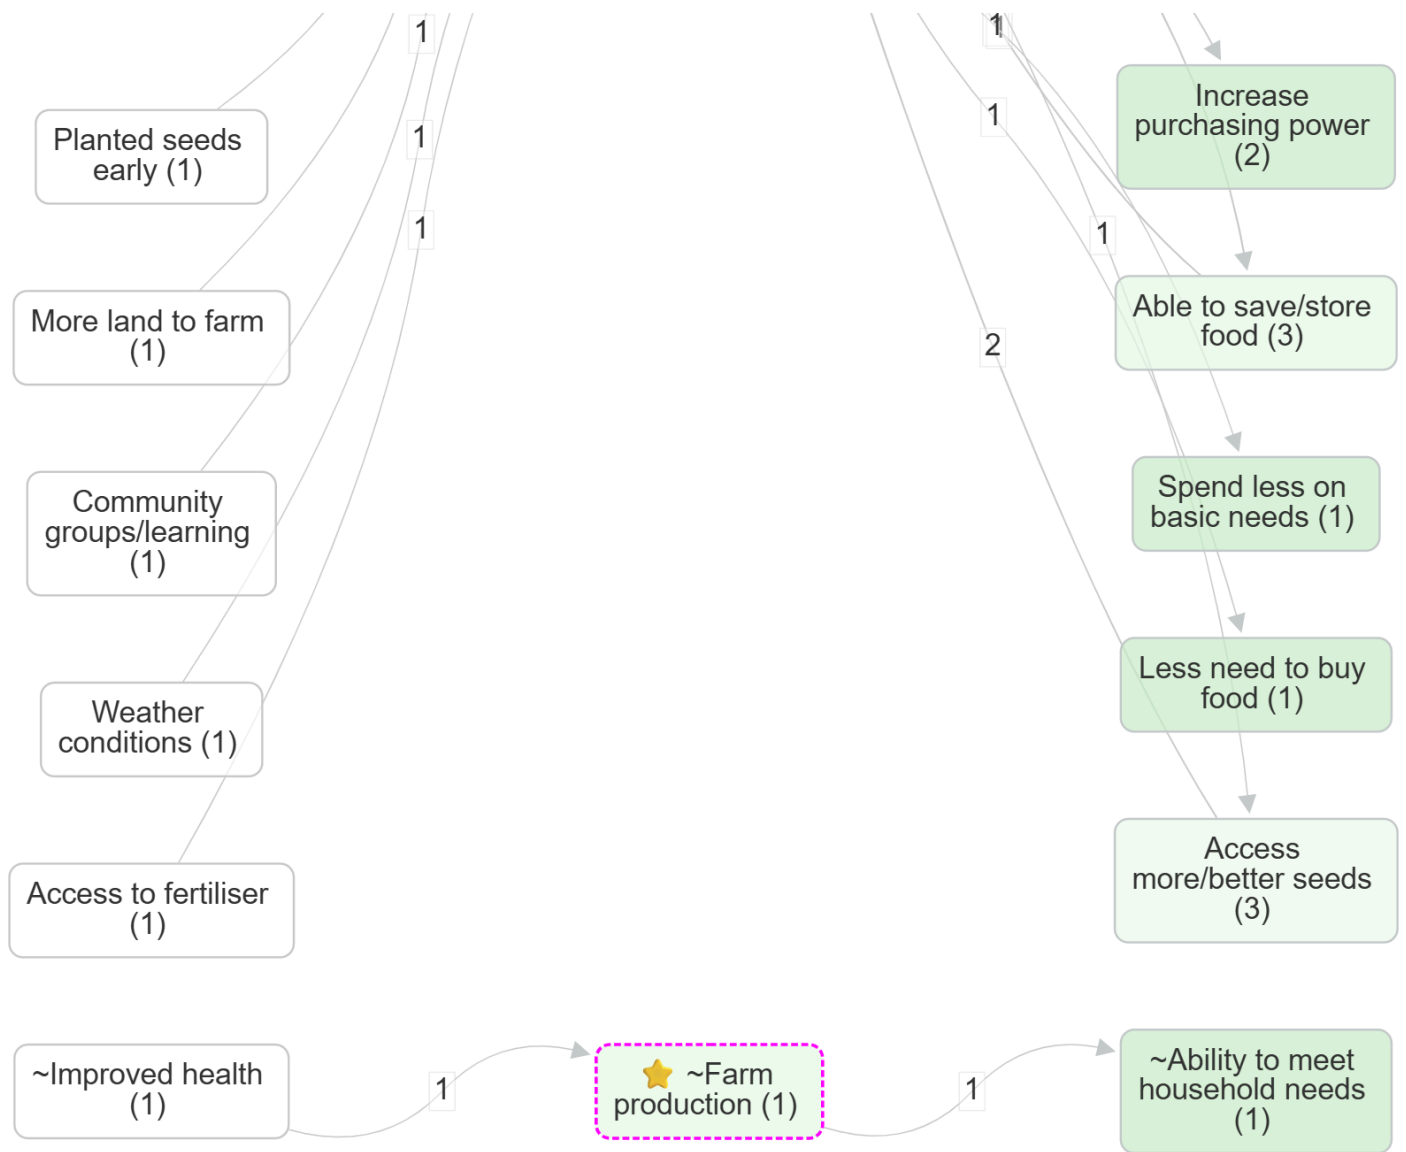 1
1
Increase
purchasing power
(2)
Planted seeds
early (1)
1
1
1
1
More land to farm
(1)
Able to save/store
food (3)
2
Community
groups/learning
(1)
Spend less on
basic needs (1)
Weather
conditions (1)
Less need to buy
food (1)
Access to fertiliser
(1)
Access
more/better seeds
(3)
~Improved health
(1)
1
~Farm
production (1)
1
~Ability to meet
household needs
(1)